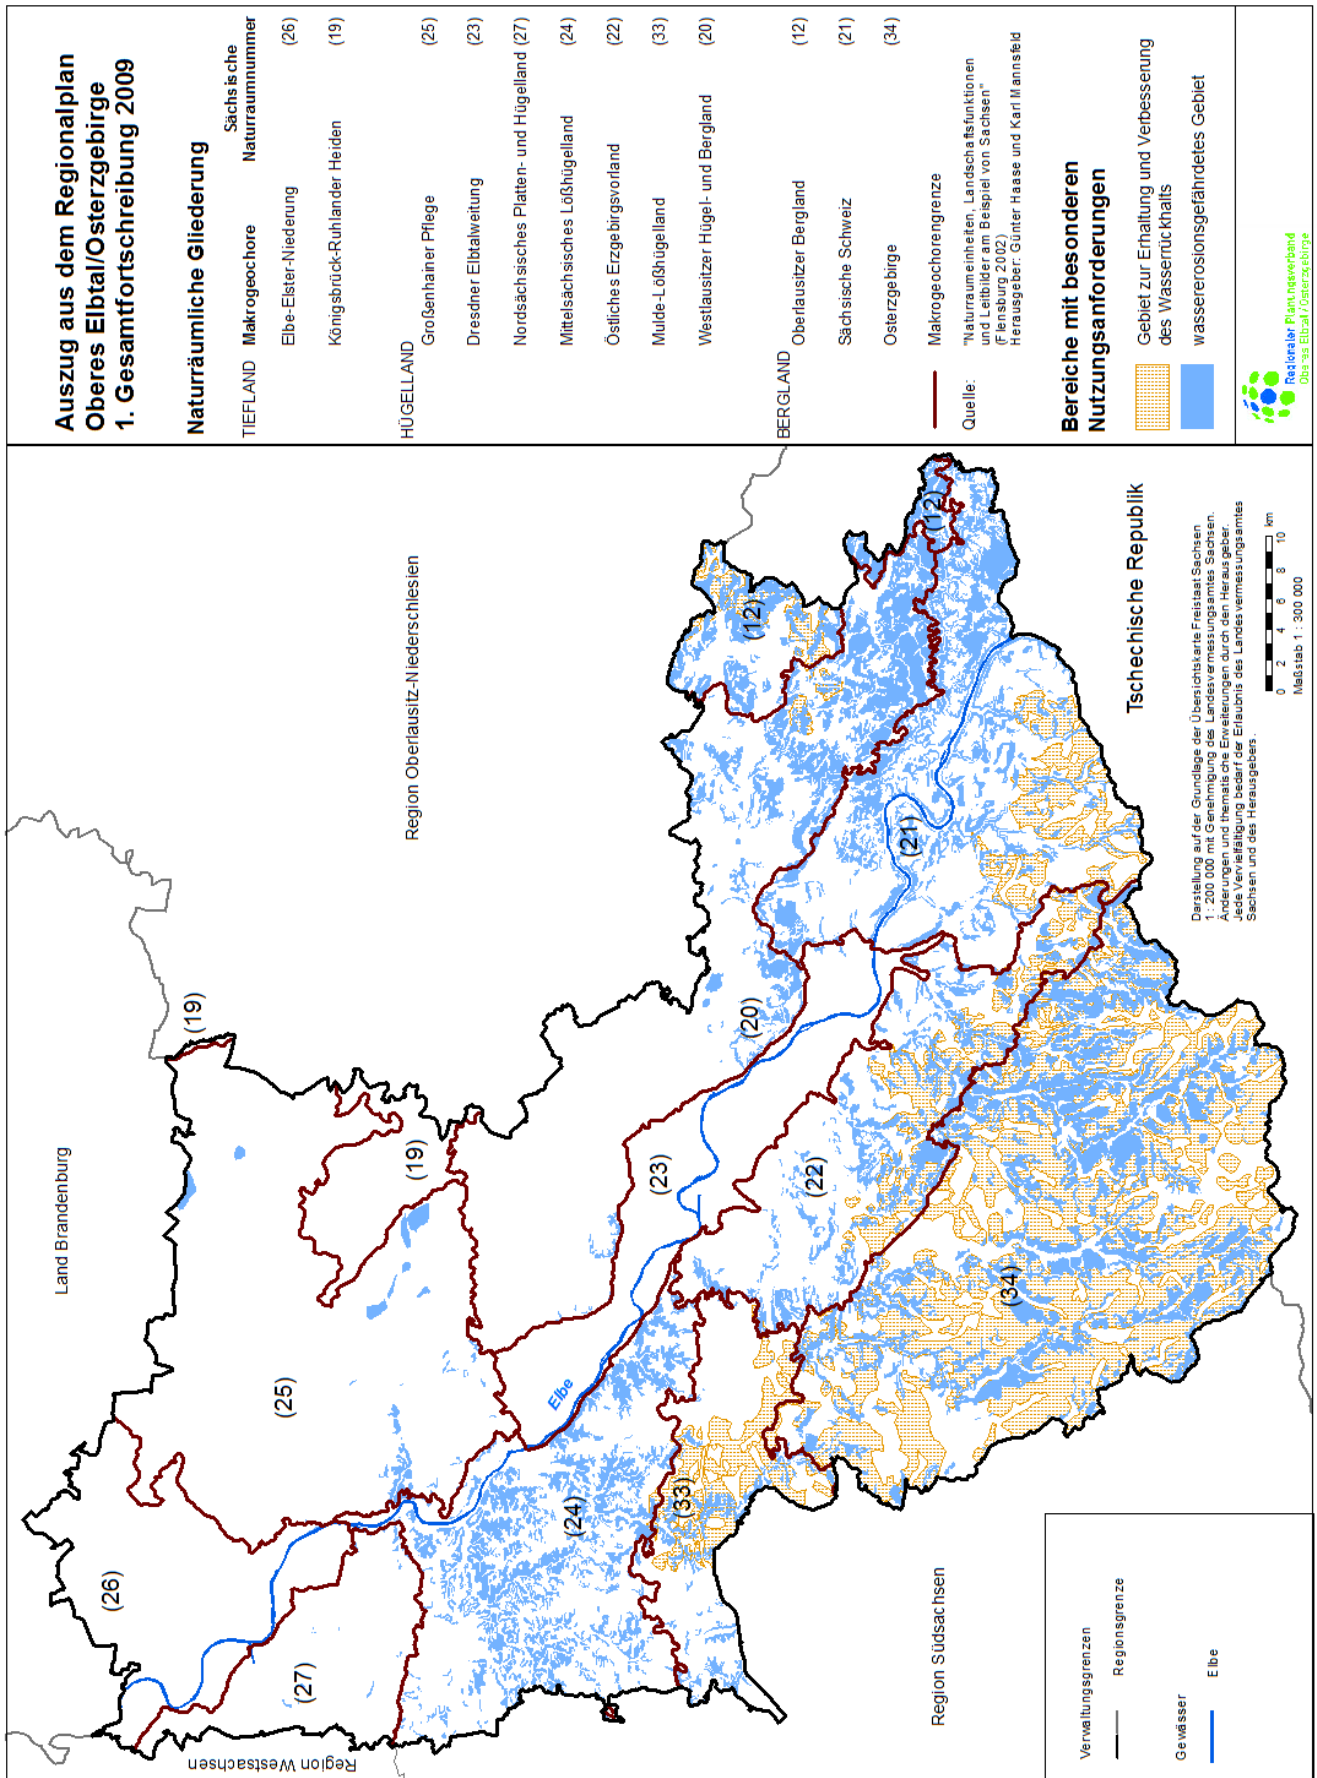 Auszug aus dem Regionalplan
Oberes Elbtal/Osterzgebirge
1. Gesamtfortschreibung 2009
Naturräumliche Gliederung
Sächsische
TIEFLAND Makrogeochore Naturraumnummer
Elbe-Elster-Niederung (26)
Königsbrück-Ruhlander Heiden (19)
HÜGELLAND
Großenhainer Pflege (25)
Dresdner Elbtalweitung (23)
Nordsächsisches Platten- und Hügelland (27)
Mittelsächsisches Lößhügelland (24)
Östliches Erzgebirgsvorland (22)
Mulde-Lößhügelland (33)
Westlausitzer Hügel- und Bergland (20)
BERGLAND
Oberlausitzer Bergland (12)
Sächsische Schweiz (21)
Osterzgebirge (34)
Makrogeochorengrenze
Quelle: "Naturraumeinheiten, Landschaftsfunktionen
und Leitbilder am Beispiel von Sachsen"
(Flensburg 2002)
Herausgeber: Günter Haase und Karl Mannsfeld
Bereiche mit besonderen
Nutzungsanforderungen
Gebiet zur Erhaltung und Verbesserung
des Wasserrückhalts
wassererosionsgefährdetes Gebiet
Regionaler Planungsverband
Oberes Elbtal/Osterzgebirge
Land Brandenburg
Region Oberlausitz-Niederschlesien
Tschechische Republik
Region Südsachsen
Region Westsachsen
(26)
(27)
(25)
(19)
(19)
(24)
(33)
Elbe
(23)
(22)
(34)
(20)
(21)
(12)
(12)
Darstellung auf der Grundlage der Übersichtskarte Freistaat Sachsen
1 : 200 000 mit Genehmigung des Landesvermessungsamtes Sachsen.
Änderungen und thematische Erweiterungen durch den Herausgeber.
Jede Vervielfältigung bedarf der Erlaubnis des Landesvermessungsamtes
Sachsen und des Herausgebers.
0 2 4 6 8 10 km
Maßstab 1 : 300 000
Verwaltungsgrenzen
Regionsgrenze
Gewässer
Elbe